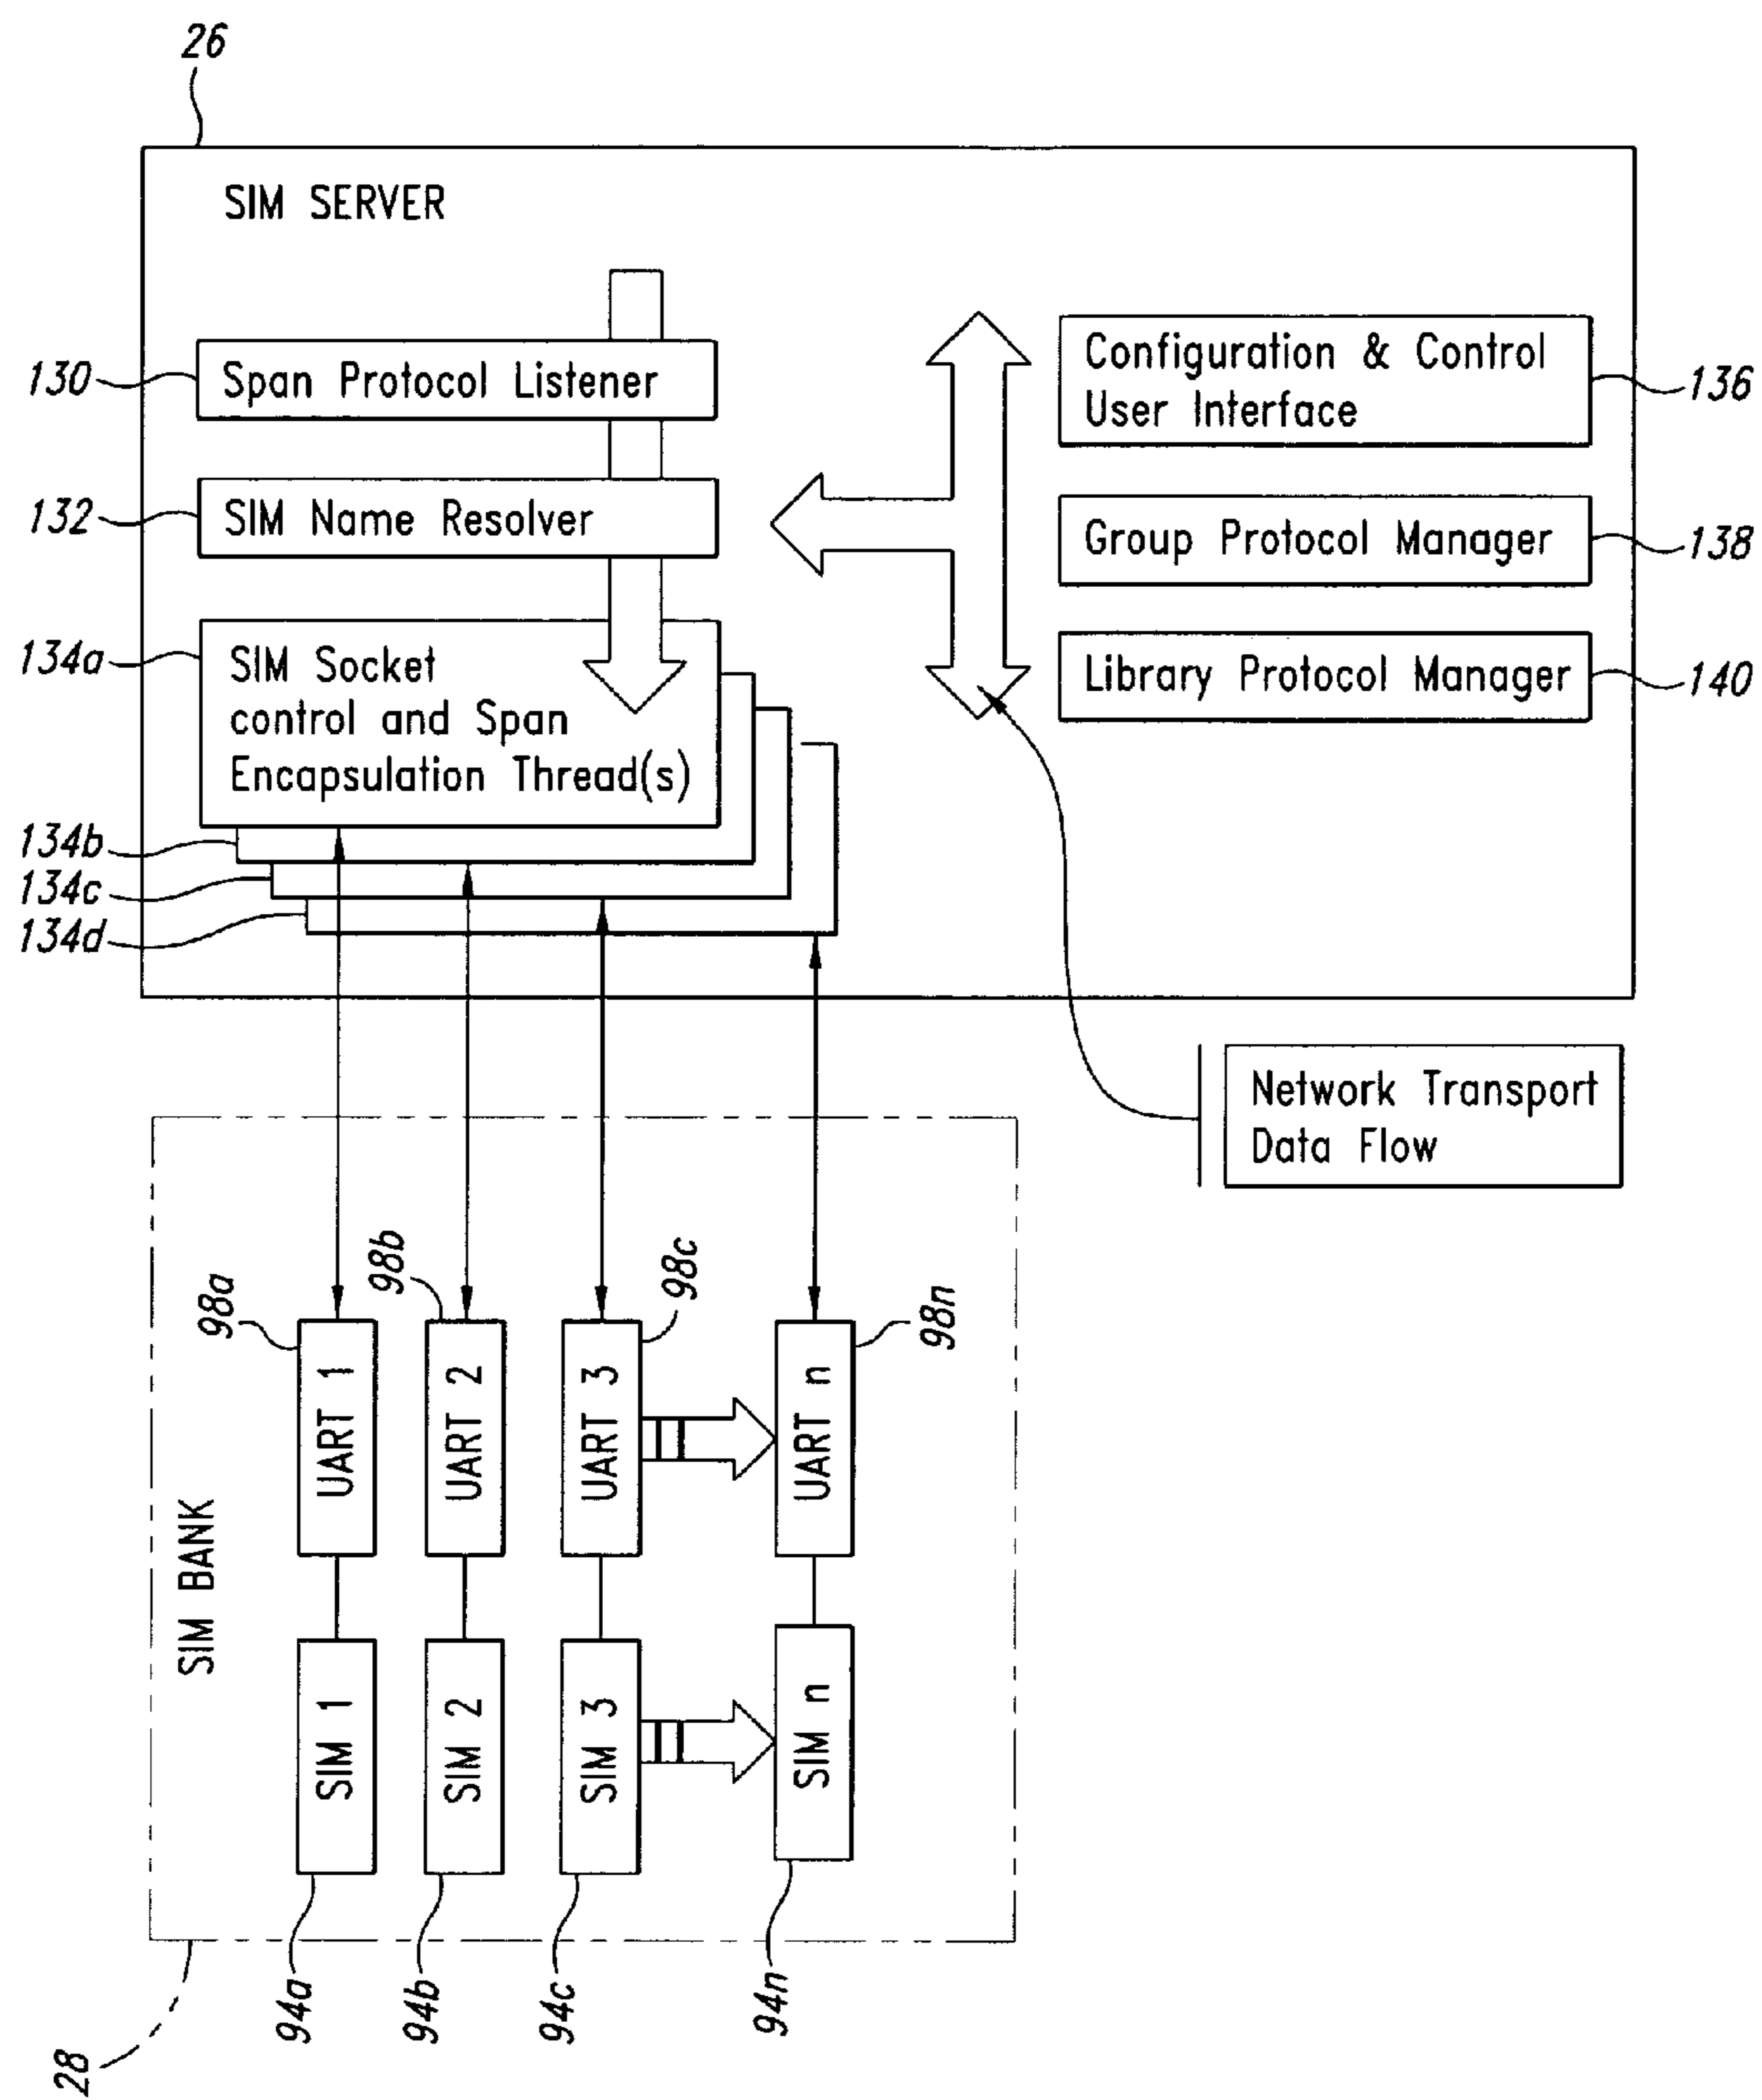 26
SIM SERVER
130
Span Protocol Listener
132
SIM Name Resolver
134a
SIM Socket
control and Span
Encapsulation Thread(s)
134b
134c
134d
Configuration & Control
User Interface
136
Group Protocol Manager
138
Library Protocol Manager
140
Network Transport
Data Flow
SIM BANK
98a
98b
98c
98n
UART 1
UART 2
UART 3
UART n
SIM 1
SIM 2
SIM 3
SIM n
94a
94b
94c
94n
28